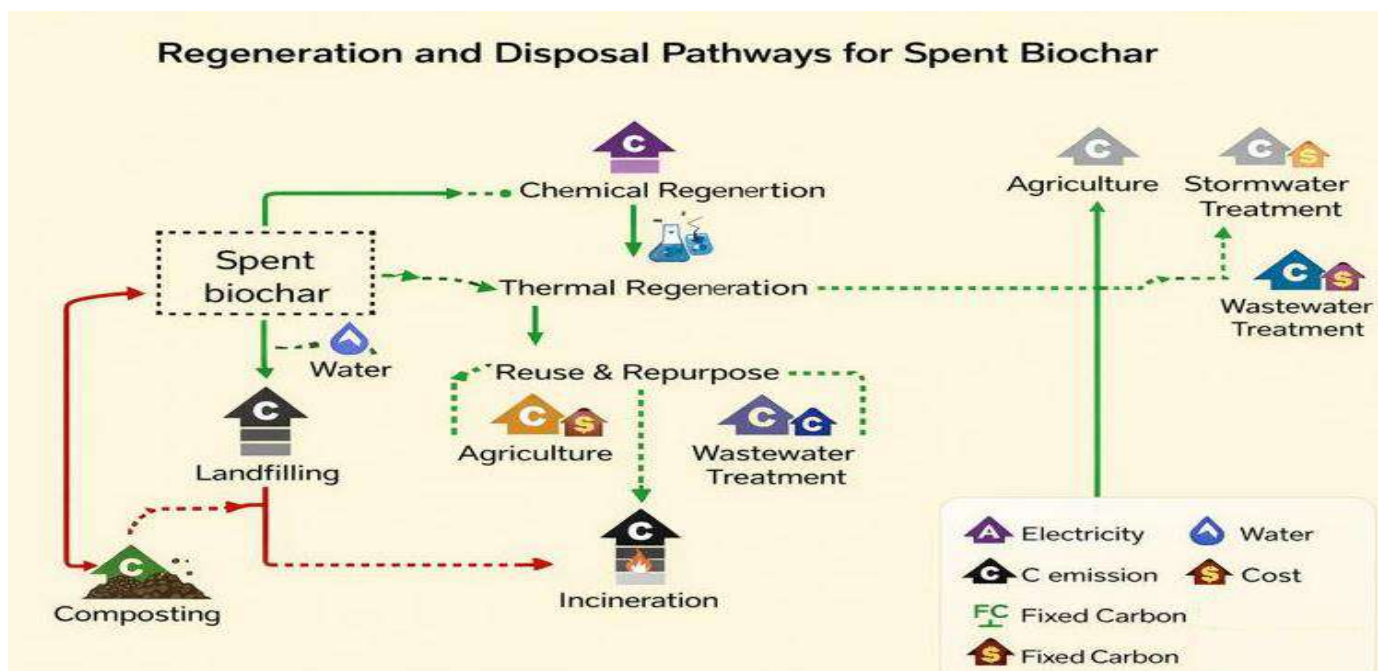 Regeneration and Disposal Pathways for Spent Biochar
C
Chemical Regenertion
C
Agriculture
C $
Stormwater
Treatment
Spent
biochar
Thermal Regeneration
C $
Wastewater
Treatment
Water
Reuse & Repurpose
C
Landfilling
C $
Agriculture
C C
Wastewater
Treatment
C
Composting
C
Incineration
A Electricity
Water
C C emission
$ Cost
FC Fixed Carbon
$ Fixed Carbon